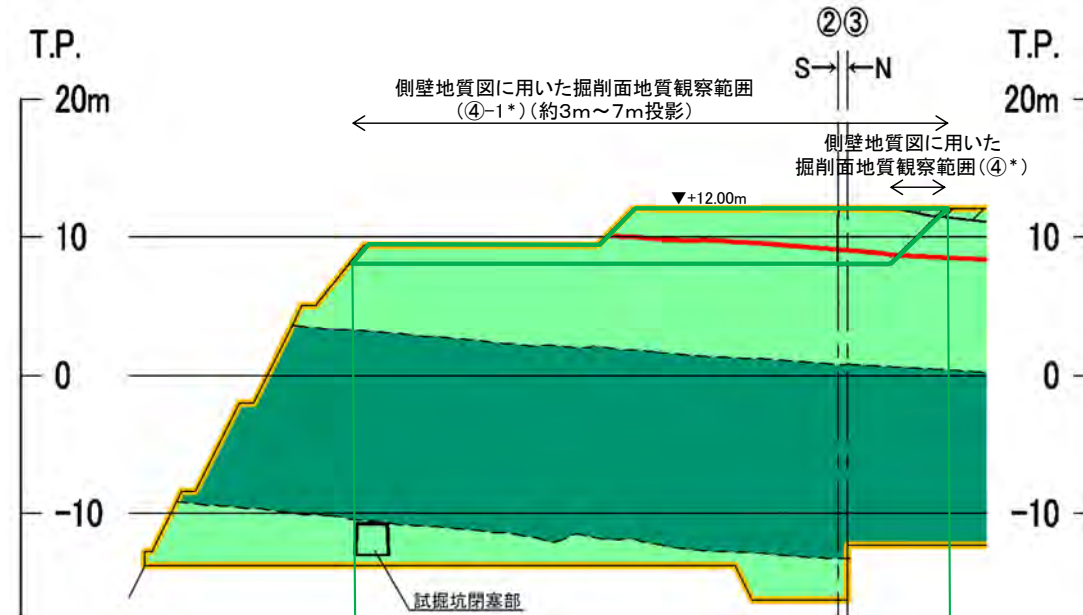 ②③
T.P.
T.P.
S→
←N
20m
側壁地質図に用いた掘削面地質観察範囲
(④-1*)(約3m~7m投影)
20m
側壁地質図に用いた
掘削面地質観察範囲(④*)
▼+12.00m
10
10
0
0
-10
-10
試掘坑閉塞部